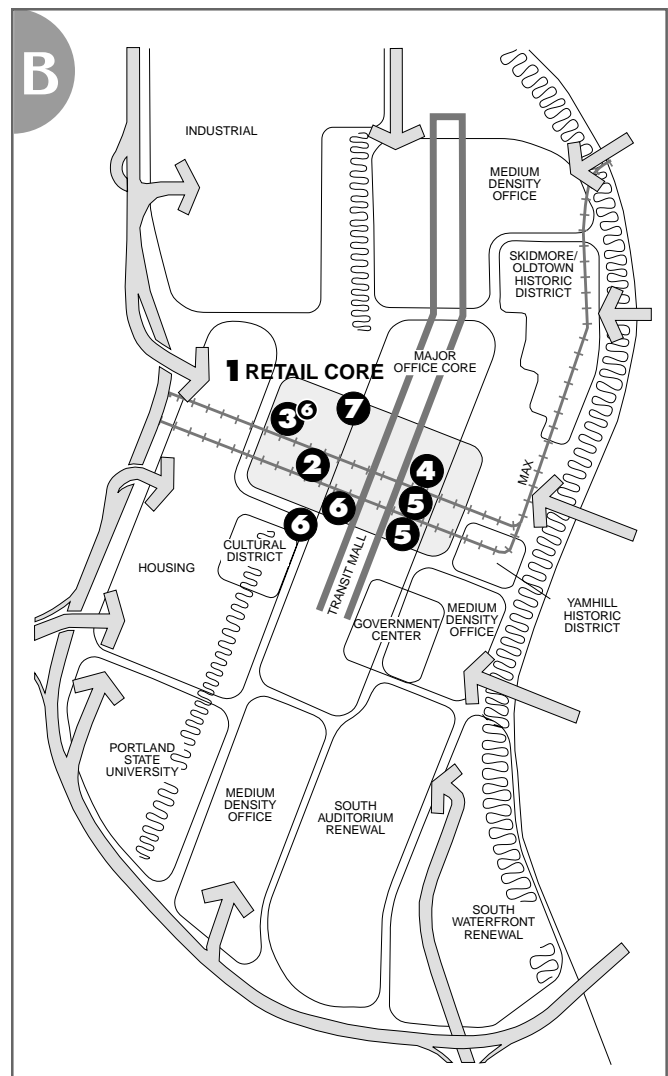 B
INDUSTRIAL
MEDIUM
DENSITY
OFFICE
SKIDMORE/
OLDTOWN
HISTORIC
DISTRICT
MAJOR
OFFICE CORE
1 RETAIL CORE
3
6
7
2
4
5
6
5
6
MAX
CULTURAL
DISTRICT
HOUSING
TRANSIT MALL
GOVERNMENT
CENTER
MEDIUM
DENSITY
OFFICE
YAMHILL
HISTORIC
DISTRICT
PORTLAND
STATE
UNIVERSITY
MEDIUM
DENSITY
OFFICE
SOUTH
AUDITORIUM
RENEWAL
SOUTH
WATERFRONT
RENEWAL